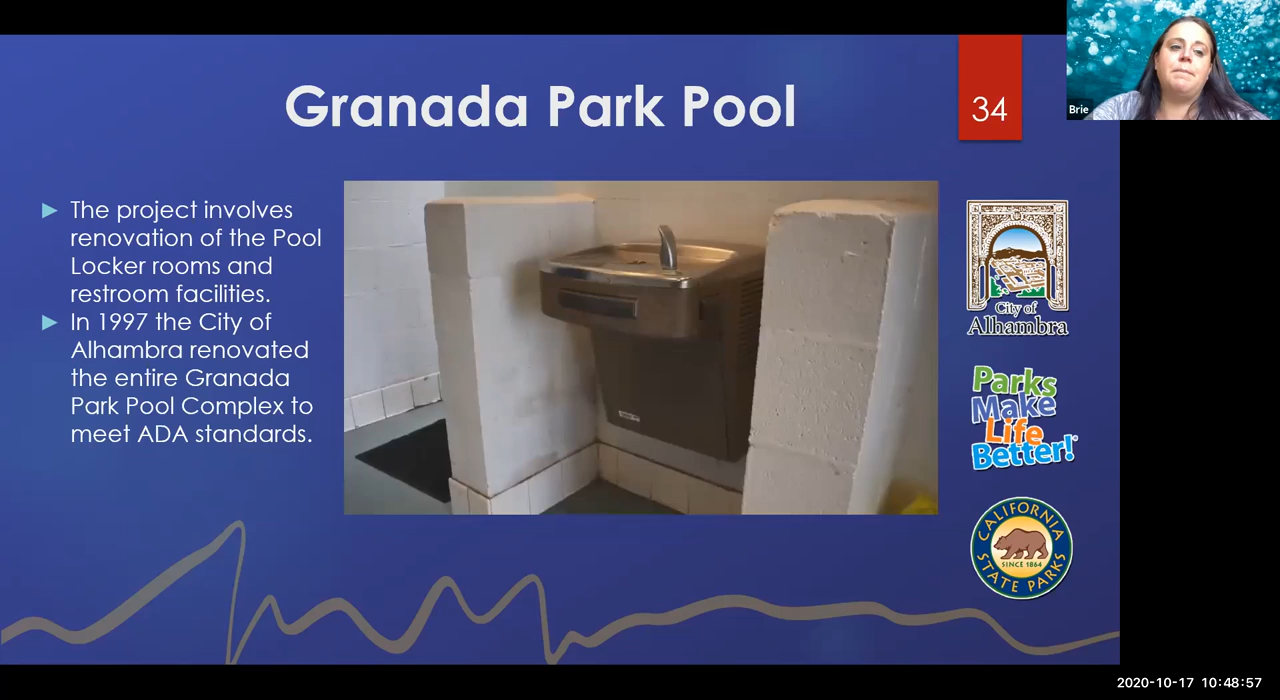 Granada Park Pool
34
Brie
► The project involves
renovation of the Pool
Locker rooms and
restroom facilities.
► In 1997 the City of
Alhambra renovated
the entire Granada
Park Pool Complex to
meet ADA standards.
City of
Alhambra
Parks
Make
Life
Better!
CALIFORNIA
SINCE 1864
STATE PARKS
2020-10-17 10:48:57